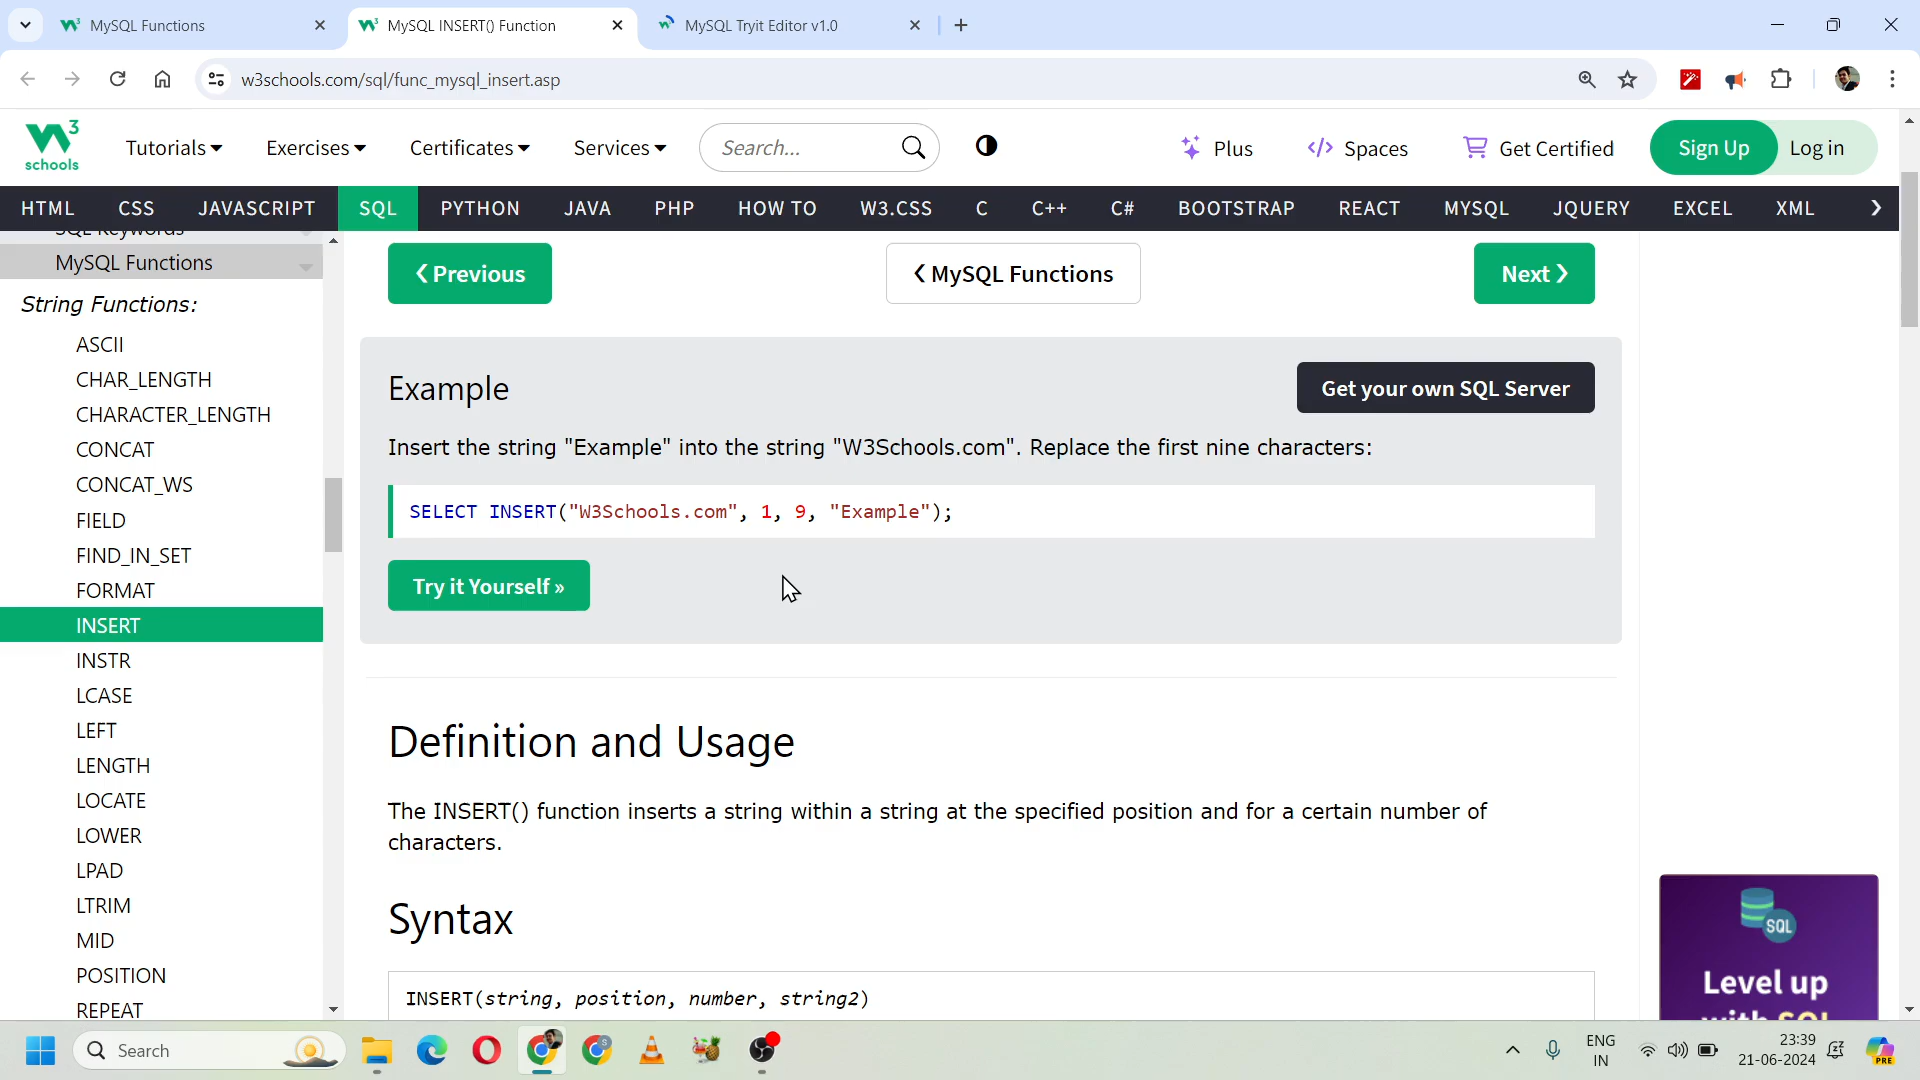 MySQL Functions
MySQL INSERT() Function
MySQL Tryit Editor v1.0
w3schools.com/sql/func_mysql_insert.asp
3
schools
Tutorials
Exercises
Certificates
Services
Search...
Plus
</> Spaces
Get Certified
Sign Up
Log in
HTML CSS JAVASCRIPT SQL PYTHON JAVA PHP HOW TO W3.CSS C C++ C# BOOTSTRAP REACT MYSQL JQUERY EXCEL XML ❯
SQL Keywords
MySQL Functions
String Functions:
ASCII
CHAR_LENGTH
CHARACTER_LENGTH
CONCAT
CONCAT_WS
FIELD
FIND_IN_SET
FORMAT
INSERT
INSTR
LCASE
LEFT
LENGTH
LOCATE
LOWER
LPAD
LTRIM
MID
POSITION
REPEAT
❮ Previous
❮ MySQL Functions
Next ❯
Example
Get your own SQL Server
Insert the string "Example" into the string "W3Schools.com". Replace the first nine characters:
SELECT INSERT("W3Schools.com", 1, 9, "Example");
Try it Yourself »
Definition and Usage
The INSERT() function inserts a string within a string at the specified position and for a certain number of
characters.
Syntax
INSERT(string, position, number, string2)
SQL
Level up
with SQL
Search
ENG
IN
23:39
21-06-2024
PRE